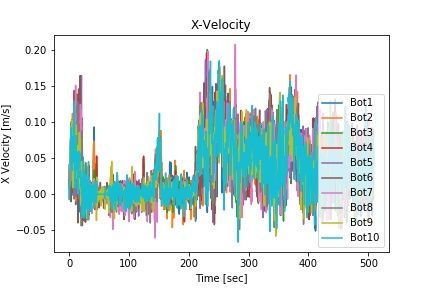 X-Velocity
X Velocity [m/s]
0.20
0.15
0.10
0.05
0.00
−0.05
0 100 200 300 400 500
Time [sec]
Bot1
Bot2
Bot3
Bot4
Bot5
Bot6
Bot7
Bot8
Bot9
Bot10